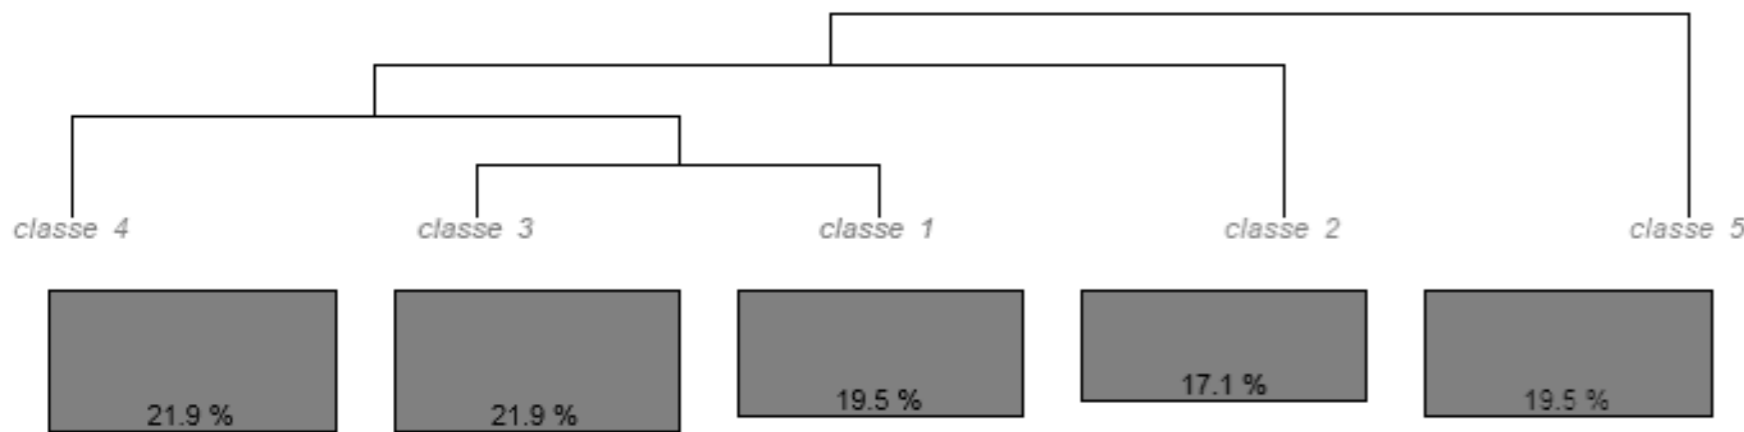 classe 4 classe 3 classe 1 classe 2 classe 5
21.9 % 21.9 % 19.5 % 17.1 % 19.5 %